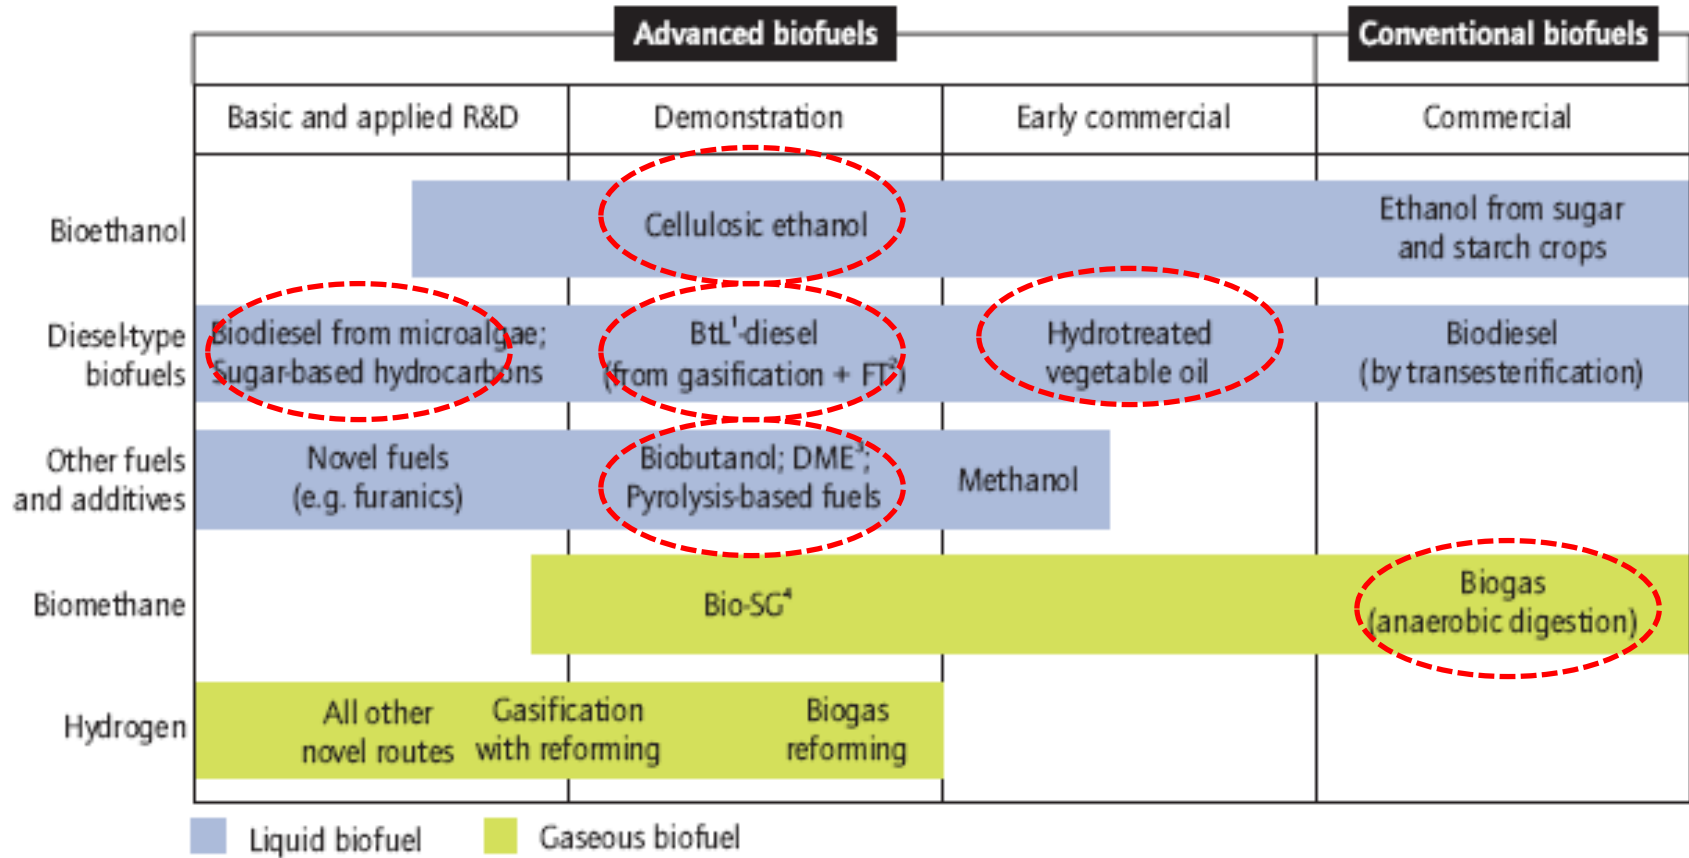 Advanced biofuels
Conventional biofuels
Basic and applied R&D
Demonstration
Early commercial
Commercial
Bioethanol
Cellulosic ethanol
Ethanol from sugar
and starch crops
Diesel-type
biofuels
Biodiesel from microalgae;
Sugar-based hydrocarbons
BtL¹-diesel
(from gasification + FT²)
Hydrotreated
vegetable oil
Biodiesel
(by transesterification)
Other fuels
and additives
Novel fuels
(e.g. furanics)
Biobutanol; DME³;
Pyrolysis-based fuels
Methanol
Biomethane
Bio-SG⁴
Biogas
(anaerobic digestion)
Hydrogen
All other
novel routes
Gasification
with reforming
Biogas
reforming
Liquid biofuel
Gaseous biofuel